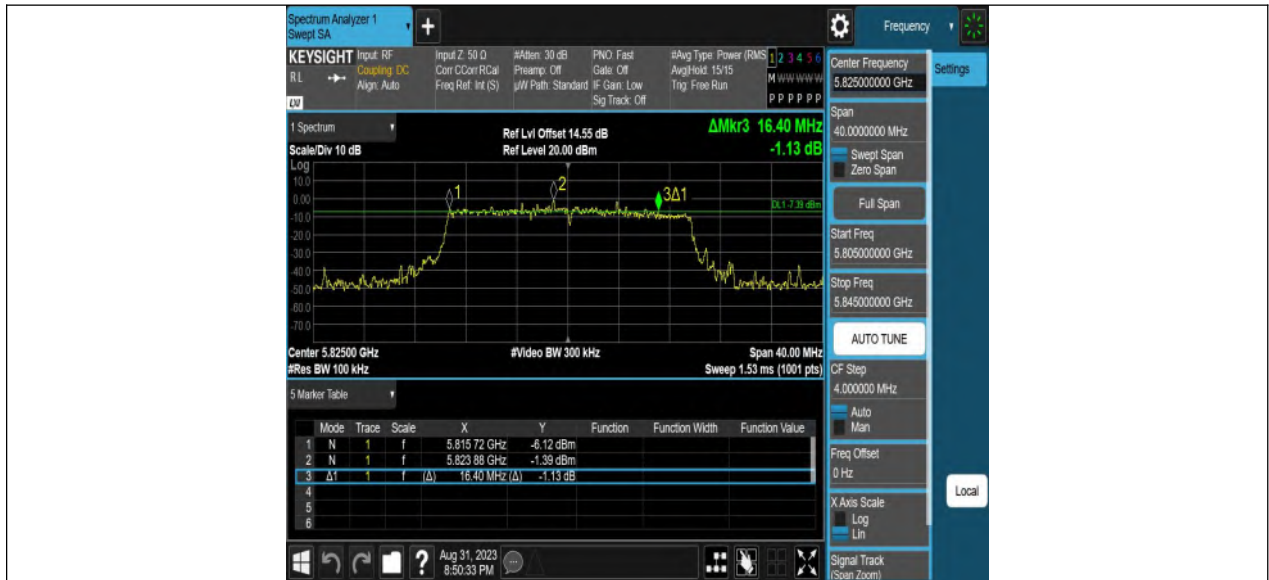 Spectrum Analyzer 1
Swept SA
+
Frequency
KEYSIGHT
RL
LXI
Input: RF
Coupling: DC
Align: Auto
Input Z: 50 Ω
Corr CCorr RCal
Freq Ref: Int (S)
#Atten: 30 dB
Preamp: Off
µW Path: Standard
PNO: Fast
Gate: Off
IF Gain: Low
Sig Track: Off
#Avg Type: Power (RMS
Avg|Hold: 15/15
Trig: Free Run
1 2 3 4 5 6
M W W W W W
P P P P P P
1 Spectrum
Scale/Div 10 dB
Ref Lvl Offset 14.55 dB
Ref Level 20.00 dBm
ΔMkr3 16.40 MHz
-1.13 dB
Log
10.0
0.00
-10.0
-20.0
-30.0
-40.0
-50.0
-60.0
-70.0
1
2
3Δ1
DL1 -7.39 dBm
Center 5.82500 GHz
#Video BW 300 kHz
Span 40.00 MHz
#Res BW 100 kHz
Sweep 1.53 ms (1001 pts)
5 Marker Table
Mode Trace Scale X Y Function Function Width Function Value
1 N 1 f 5.815 72 GHz -6.12 dBm
2 N 1 f 5.823 88 GHz -1.39 dBm
3 Δ1 1 f (Δ) 16.40 MHz (Δ) -1.13 dB
4
5
6
?
Aug 31, 2023
8:50:33 PM
Center Frequency
5.825000000 GHz
Settings
Span
40.0000000 MHz
Swept Span
Zero Span
Full Span
Start Freq
5.805000000 GHz
Stop Freq
5.845000000 GHz
AUTO TUNE
CF Step
4.000000 MHz
Auto
Man
Freq Offset
0 Hz
X Axis Scale
Log
Lin
Local
Signal Track
(Span Zoom)